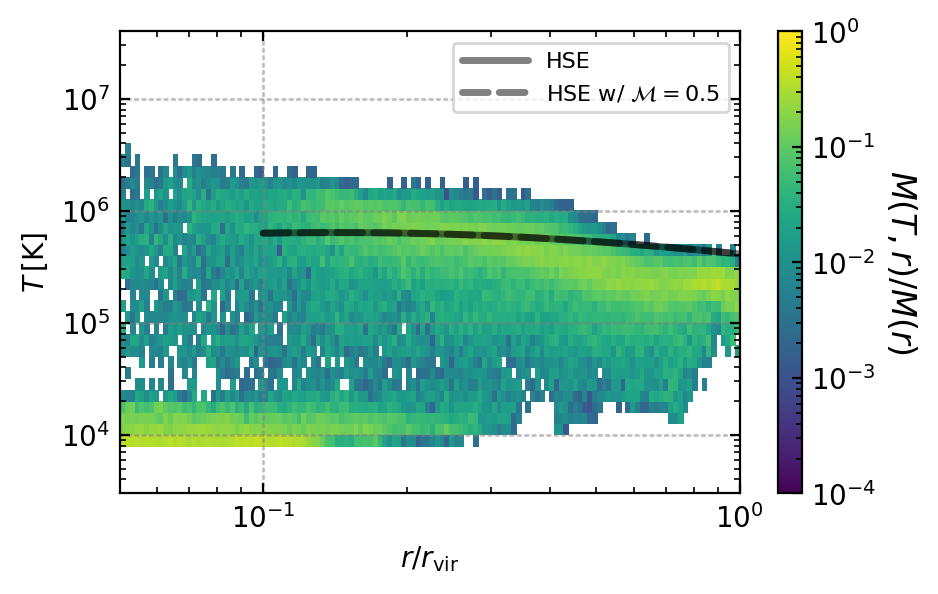 HSE
HSE w/ ℳ = 0.5
10⁷
10⁶
10⁵
10⁴
T [K]
10⁻¹
10⁰
r/r_vir
10⁰
10⁻¹
10⁻²
10⁻³
10⁻⁴
M(T, r)/M(r)